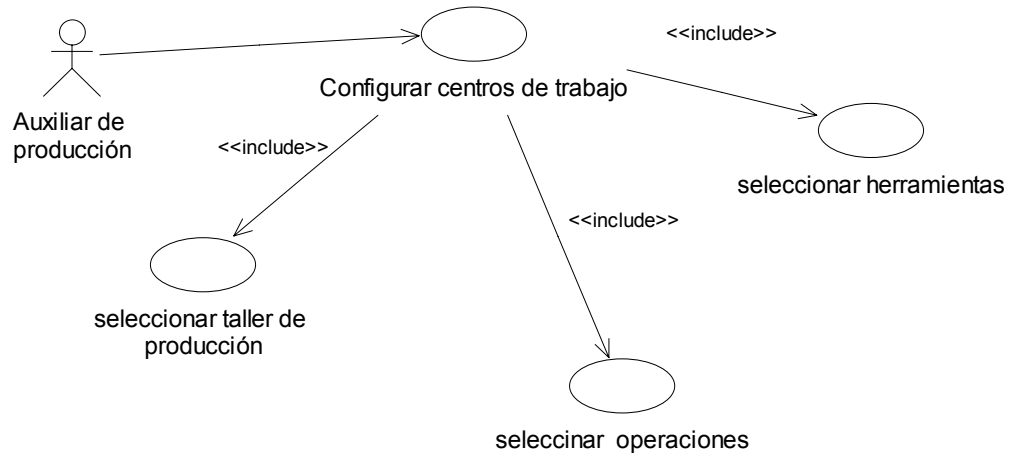 <<include>>
Configurar centros de trabajo
Auxiliar de
producción
<<include>>
seleccionar herramientas
<<include>>
seleccionar taller de
producción
seleccinar operaciones